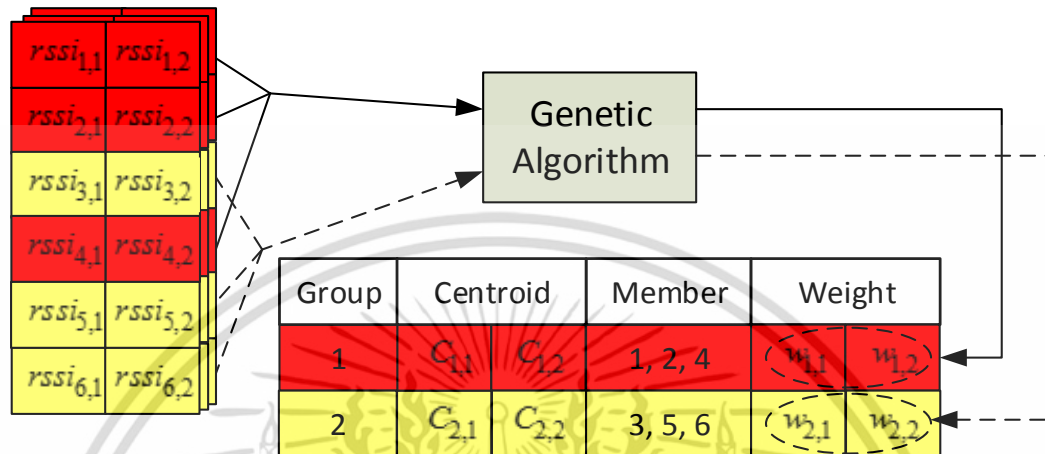 rssi1,1 rssi1,2
rssi2,1 rssi2,2
rssi3,1 rssi3,2
rssi4,1 rssi4,2
rssi5,1 rssi5,2
rssi6,1 rssi6,2
Genetic
Algorithm
Group Centroid Member Weight
1 C1,1 C1,2 1, 2, 4 w1,1 w1,2
2 C2,1 C2,2 3, 5, 6 w2,1 w2,2